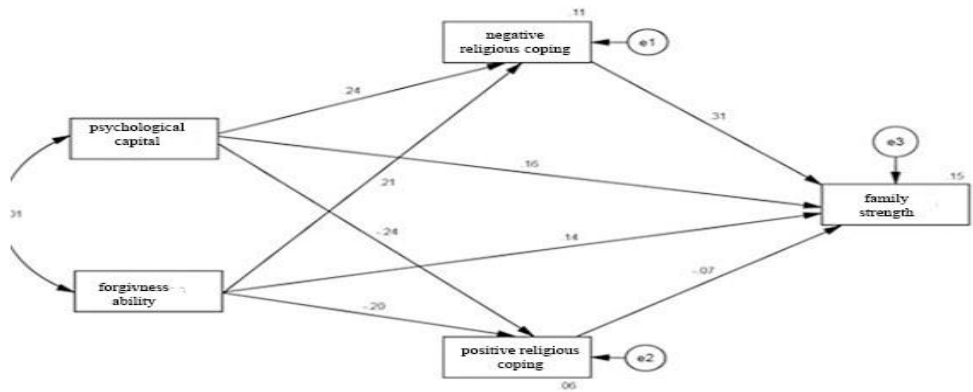 .11
negative
religious coping
e1
.24
psychological
capital
.31
e3
.16
.15
family
strength
.21
01
-.24
.14
forgivness
ability
-.07
-.20
positive religious
coping
e2
06